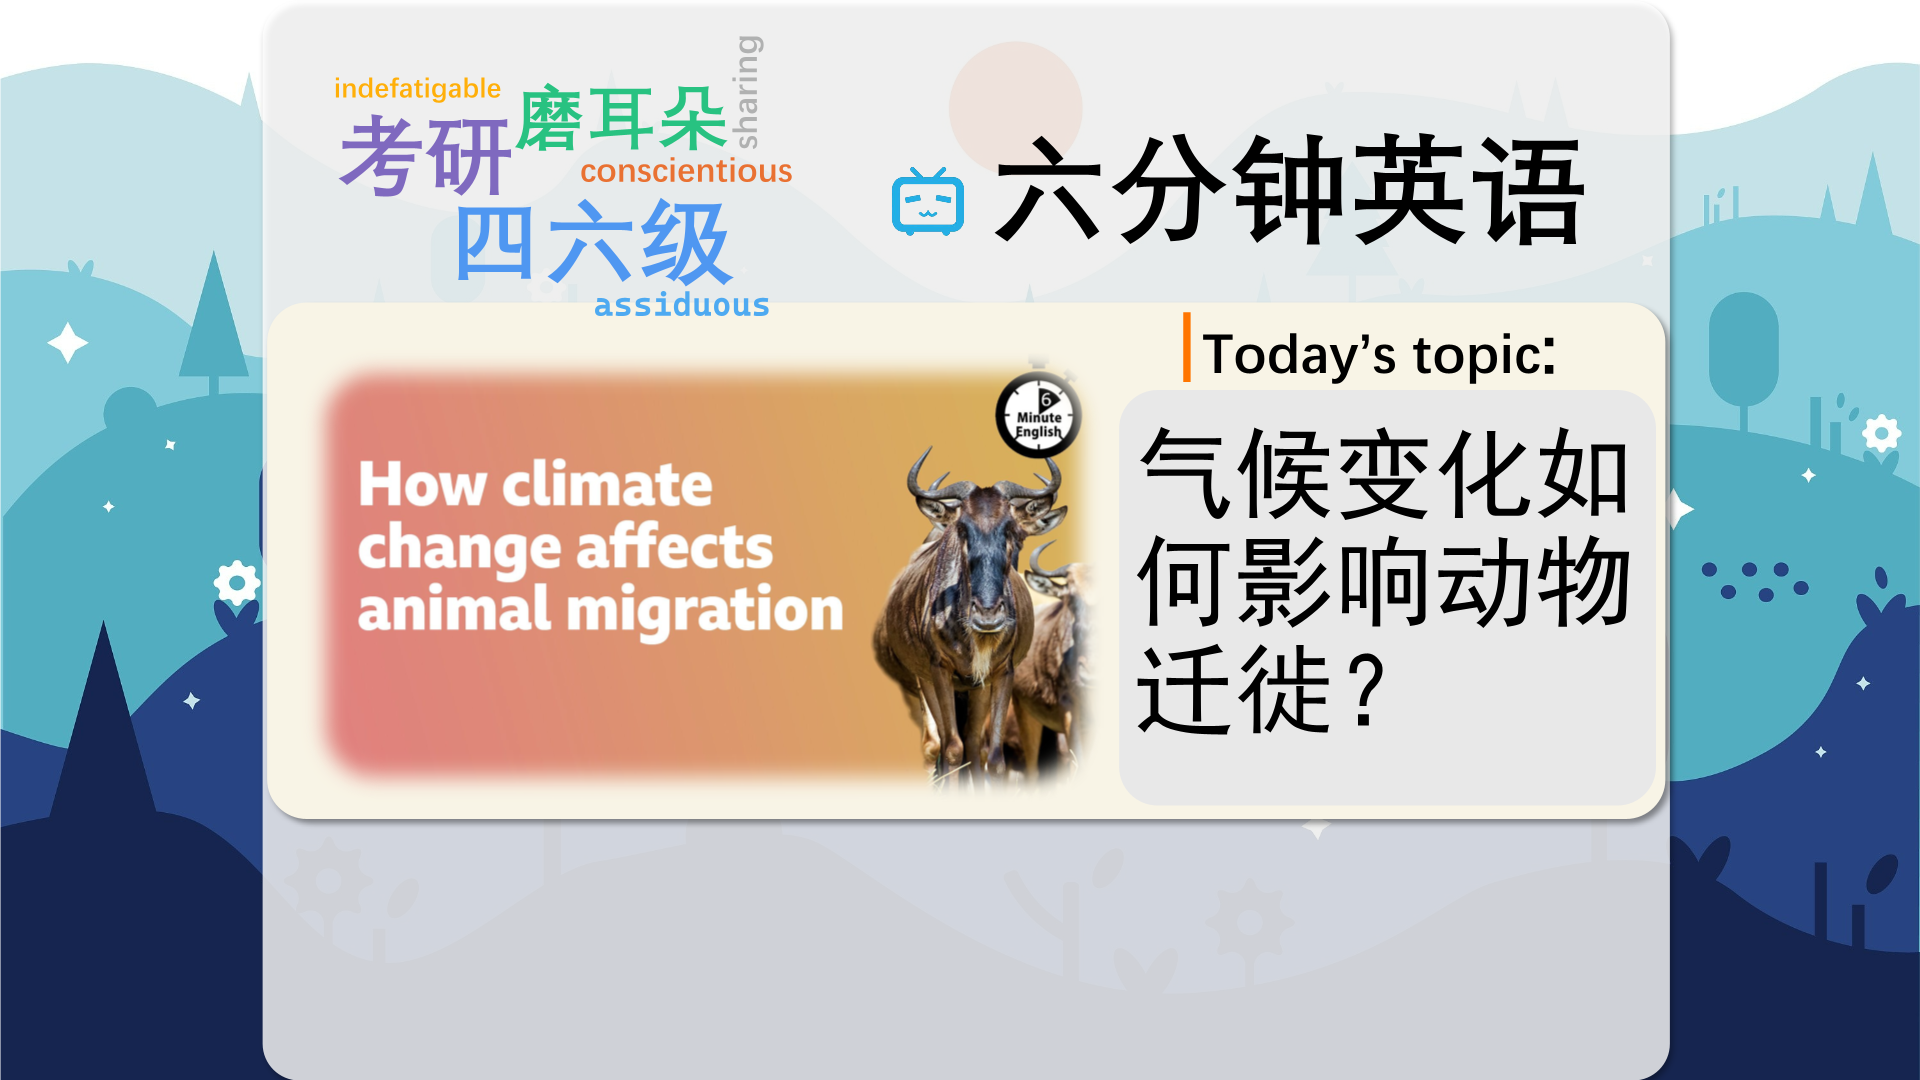 indefatigable
磨耳朵
sharing
考研
conscientious
四六级
assiduous
六分钟英语
Today's topic:
6
Minute
English
How climate
change affects
animal migration
气候变化如
何影响动物
迁徙?